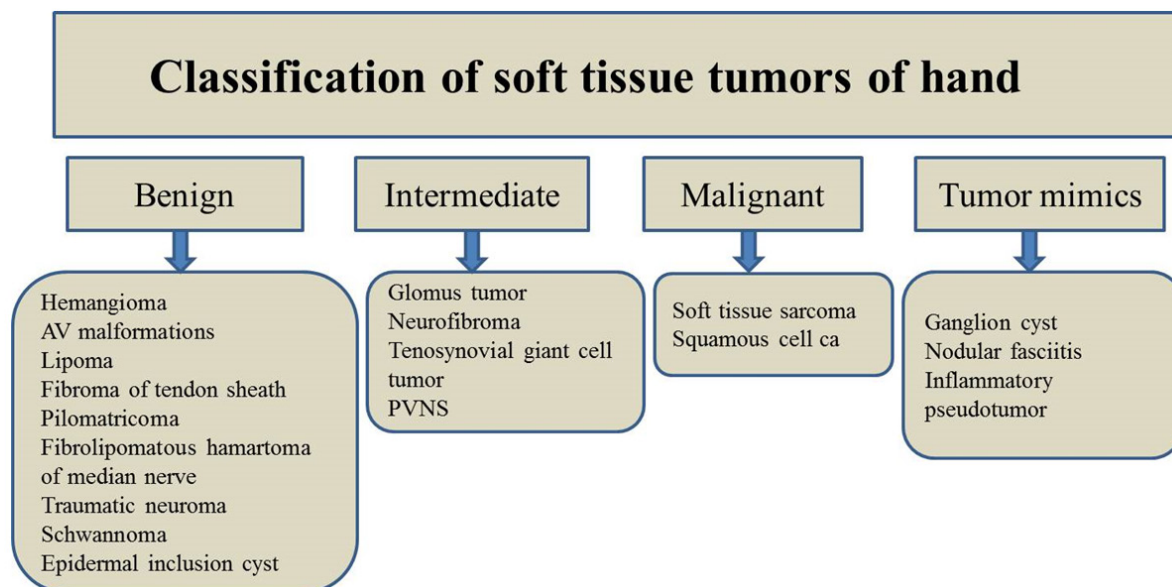 Classification of soft tissue tumors of hand
Benign
Intermediate
Malignant
Tumor mimics
Hemangioma
AV malformations
Lipoma
Fibroma of tendon sheath
Pilomatricoma
Fibrolipomatous hamartoma
of median nerve
Traumatic neuroma
Schwannoma
Epidermal inclusion cyst
Glomus tumor
Neurofibroma
Tenosynovial giant cell
tumor
PVNS
Soft tissue sarcoma
Squamous cell ca
Ganglion cyst
Nodular fasciitis
Inflammatory
pseudotumor